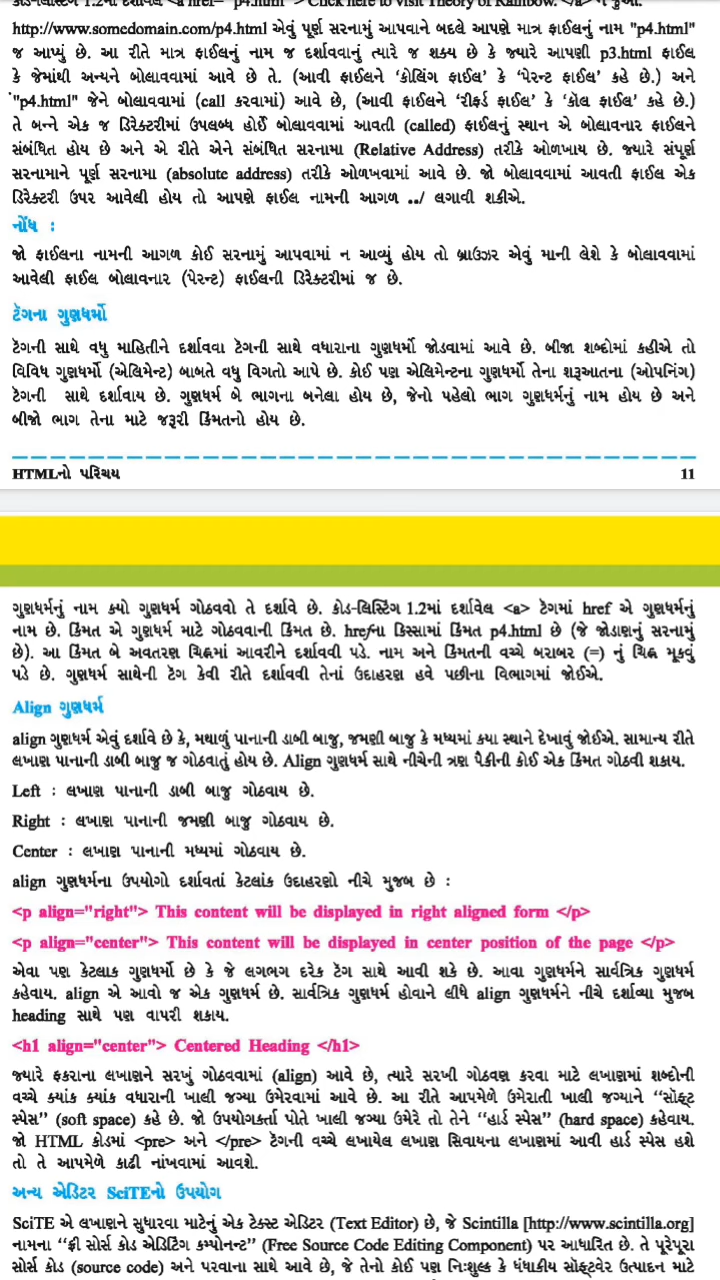 કોડ-લિસ્ટિંગ 1.2માં દર્શાવેલ <a href= "p4.html"> Click here to visit Theory of Rainbow. </a>ને જુઓ.
http://www.somedomain.com/p4.html એવું પૂર્ણ સરનામું આપવાને બદલે આપણે માત્ર ફાઈલનું નામ "p4.html"
જ આપ્યું છે. આ રીતે માત્ર ફાઈલનું નામ જ દર્શાવવાનું ત્યારે જ શક્ય છે કે જ્યારે આપણી p3.html ફાઈલ
કે જેમાંથી અન્યને બોલાવવામાં આવે છે તે. (આવી ફાઈલને ‘કોલિંગ ફાઈલ’ કે ‘પેરન્ટ ફાઈલ’ કહે છે.) અને
"p4.html" જેને બોલાવવામાં (call કરવામાં) આવે છે, (આવી ફાઈલને ‘રીફર્ડ ફાઈલ’ કે ‘કૉલ ફાઈલ’ કહે છે.)
તે બન્ને એક જ ડિરેક્ટરીમાં ઉપલબ્ધ હોઈ બોલાવવામાં આવતી (called) ફાઈલનું સ્થાન એ બોલાવનાર ફાઈલને
સંબંધિત હોય છે અને એ રીતે એને સંબંધિત સરનામા (Relative Address) તરીકે ઓળખાય છે. જ્યારે સંપૂર્ણ
સરનામાને પૂર્ણ સરનામા (absolute address) તરીકે ઓળખવામાં આવે છે. જો બોલાવવામાં આવતી ફાઈલ એક
ડિરેક્ટરી ઉપર આવેલી હોય તો આપણે ફાઈલ નામની આગળ ../ લગાવી શકીએ.
નોંધ :
જો ફાઈલના નામની આગળ કોઈ સરનામું આપવામાં ન આવ્યું હોય તો બ્રાઉઝર એવું માની લેશે કે બોલાવવામાં
આવેલી ફાઈલ બોલાવનાર (પેરન્ટ) ફાઈલની ડિરેક્ટરીમાં જ છે.
ટૅગના ગુણધર્મો
ટૅગની સાથે વધુ માહિતીને દર્શાવવા ટૅગની સાથે વધારાના ગુણધર્મો જોડવામાં આવે છે. બીજા શબ્દોમાં કહીએ તો
વિવિધ ગુણધર્મો (એલિમેન્ટ) બાબતે વધુ વિગતો આપે છે. કોઈ પણ એલિમેન્ટના ગુણધર્મો તેના શરૂઆતના (ઓપનિંગ)
ટૅગની સાથે દર્શાવાય છે. ગુણધર્મ બે ભાગના બનેલા હોય છે, જેનો પહેલો ભાગ ગુણધર્મનું નામ હોય છે અને
બીજો ભાગ તેના માટે જરૂરી કિંમતનો હોય છે.
HTMLનો પરિચય 11
ગુણધર્મનું નામ ક્યો ગુણધર્મ ગોઠવવો તે દર્શાવે છે. કોડ-લિસ્ટિંગ 1.2માં દર્શાવેલ <a> ટૅગમાં href એ ગુણધર્મનું
નામ છે. કિંમત એ ગુણધર્મ માટે ગોઠવવાની કિંમત છે. hrefના કિસ્સામાં કિંમત p4.html છે (જે જોડાણનું સરનામું
છે). આ કિંમત બે અવતરણ ચિહ્નમાં આવરીને દર્શાવવી પડે. નામ અને કિંમતની વચ્ચે બરાબર (=) નું ચિહ્ન મૂકવું
પડે છે. ગુણધર્મ સાથેની ટૅગ કેવી રીતે દર્શાવવી તેનાં ઉદાહરણ હવે પછીના વિભાગમાં જોઈએ.
Align ગુણધર્મ
align ગુણધર્મ એવું દર્શાવે છે કે, મથાળું પાનાની ડાબી બાજુ, જમણી બાજુ કે મધ્યમાં કયા સ્થાને દેખાવું જોઈએ. સામાન્ય રીતે
લખાણ પાનાની ડાબી બાજુ જ ગોઠવાતું હોય છે. Align ગુણધર્મ સાથે નીચેની ત્રણ પૈકીની કોઈ એક કિંમત ગોઠવી શકાય.
Left : લખાણ પાનાની ડાબી બાજુ ગોઠવાય છે.
Right : લખાણ પાનાની જમણી બાજુ ગોઠવાય છે.
Center : લખાણ પાનાની મધ્યમાં ગોઠવાય છે.
align ગુણધર્મના ઉપયોગો દર્શાવતાં કેટલાંક ઉદાહરણો નીચે મુજબ છે :
<p align="right"> This content will be displayed in right aligned form </p>
<p align="center"> This content will be displayed in center position of the page </p>
એવા પણ કેટલાક ગુણધર્મો છે કે જે લગભગ દરેક ટૅગ સાથે આવી શકે છે. આવા ગુણધર્મને સાર્વત્રિક ગુણધર્મ
કહેવાય. align એ આવો જ એક ગુણધર્મ છે. સાર્વત્રિક ગુણધર્મ હોવાને લીધે align ગુણધર્મને નીચે દર્શાવ્યા મુજબ
heading સાથે પણ વાપરી શકાય.
<h1 align="center"> Centered Heading </h1>
જ્યારે ફકરાના લખાણને સરખું ગોઠવવામાં (align) આવે છે, ત્યારે સરખી ગોઠવણ કરવા માટે લખાણમાં શબ્દોની
વચ્ચે ક્યાંક ક્યાંક વધારાની ખાલી જગ્યા ઉમેરવામાં આવે છે. આ રીતે આપમેળે ઉમેરાતી ખાલી જગ્યાને “સૉફ્ટ
સ્પેસ” (soft space) કહે છે. જો ઉપયોગકર્તા પોતે ખાલી જગ્યા ઉમેરે તો તેને “હાર્ડ સ્પેસ” (hard space) કહેવાય.
જો HTML કોડમાં <pre> અને </pre> ટૅગની વચ્ચે લખાયેલ લખાણ સિવાયના લખાણમાં આવી હાર્ડ સ્પેસ હશે
તો તે આપમેળે કાઢી નાંખવામાં આવશે.
અન્ય એડિટર SciTEનો ઉપયોગ
SciTE એ લખાણને સુધારવા માટેનું એક ટેક્સ્ટ એડિટર (Text Editor) છે, જે Scintilla [http://www.scintilla.org]
નામના “ફ્રી સોર્સ કોડ એડિટિંગ કમ્પોનન્ટ” (Free Source Code Editing Component) પર આધારિત છે. તે પૂરેપૂરા
સોર્સ કોડ (source code) અને પરવાના સાથે આવે છે, જે તેનો કોઈ પણ નિઃશુલ્ક કે ધંધાકીય સૉફ્ટવેર ઉત્પાદન માટે